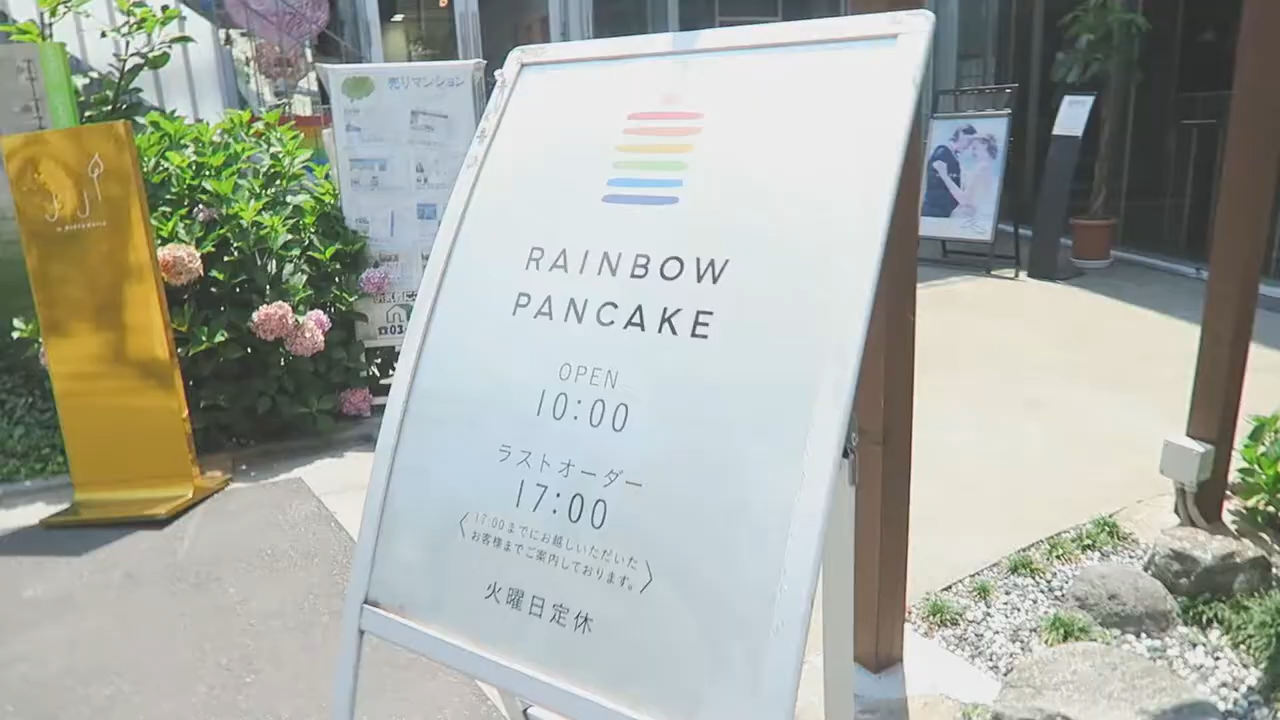 RAINBOW
PANCAKE
OPEN
10:00
ラストオーダー
17:00
17:00までにお越しいただいた
お客様までご案内しております。
火曜日定休
売りマンション